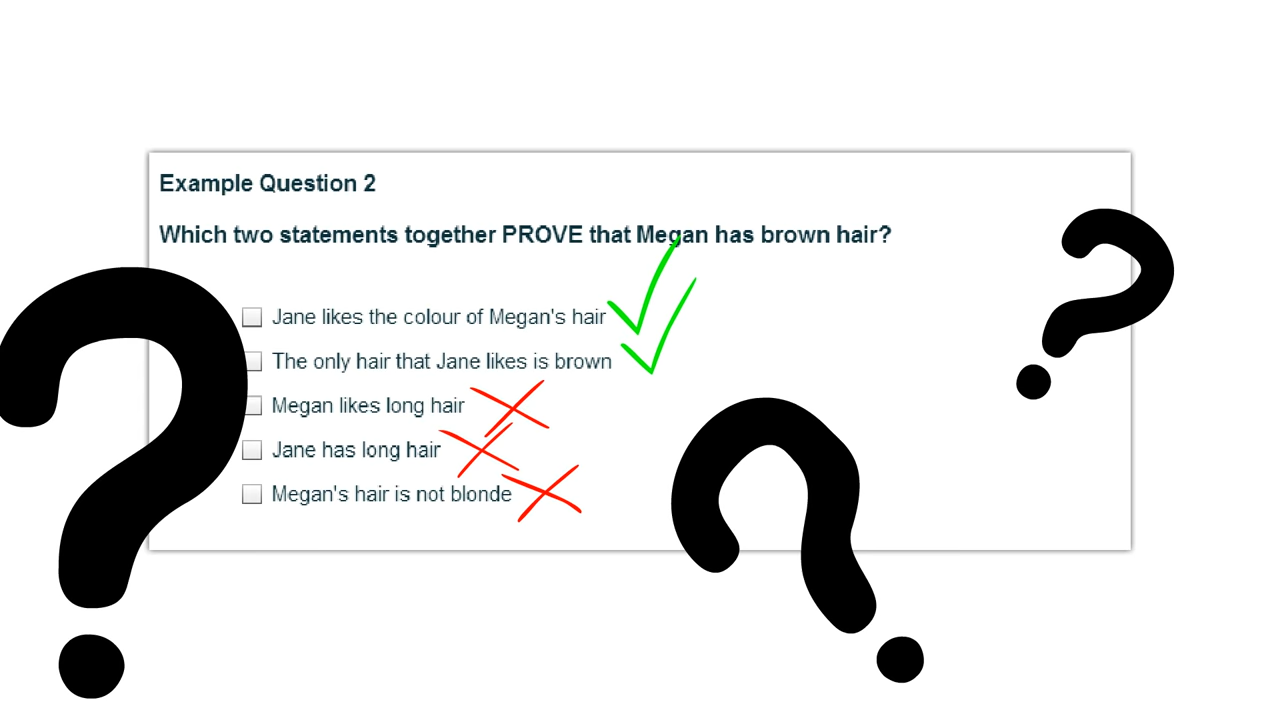 Example Question 2
Which two statements together PROVE that Megan has brown hair?
Jane likes the colour of Megan's hair
The only hair that Jane likes is brown
Megan likes long hair
Jane has long hair
Megan's hair is not blonde